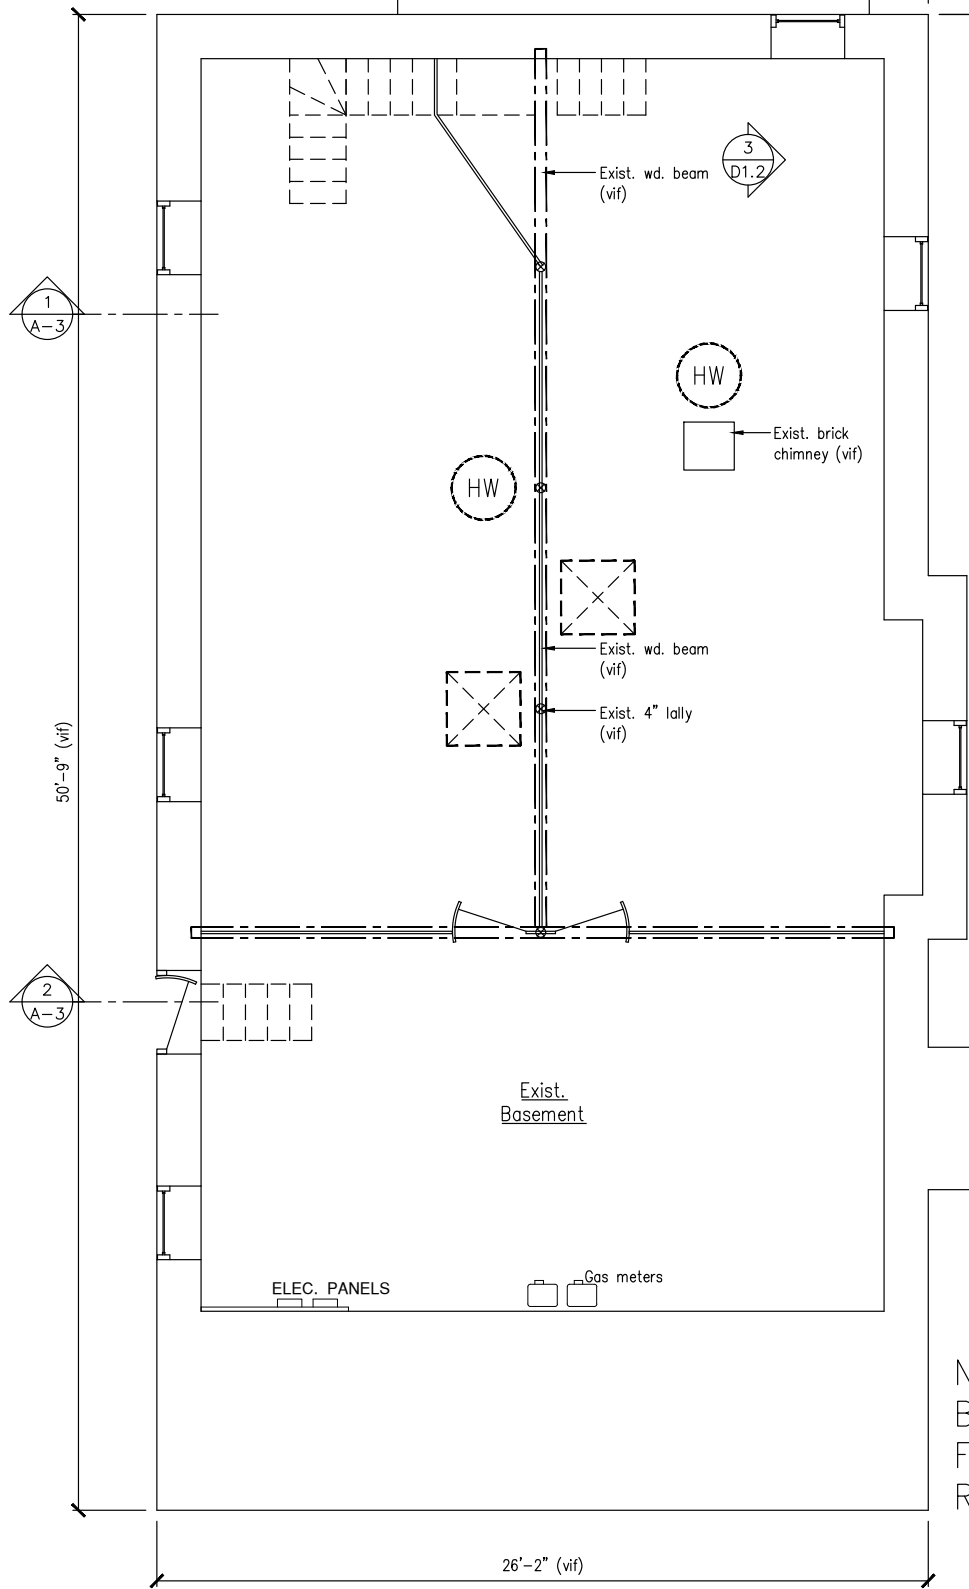 3
D1.2
Exist. wd. beam
(vif)
1
A-3
HW
Exist. brick
chimney (vif)
HW
Exist. wd. beam
(vif)
Exist. 4" lally
(vif)
50'-9" (vif)
2
A-3
Exist.
Basement
ELEC. PANELS
Gas meters
N
B
F
R
26'-2" (vif)